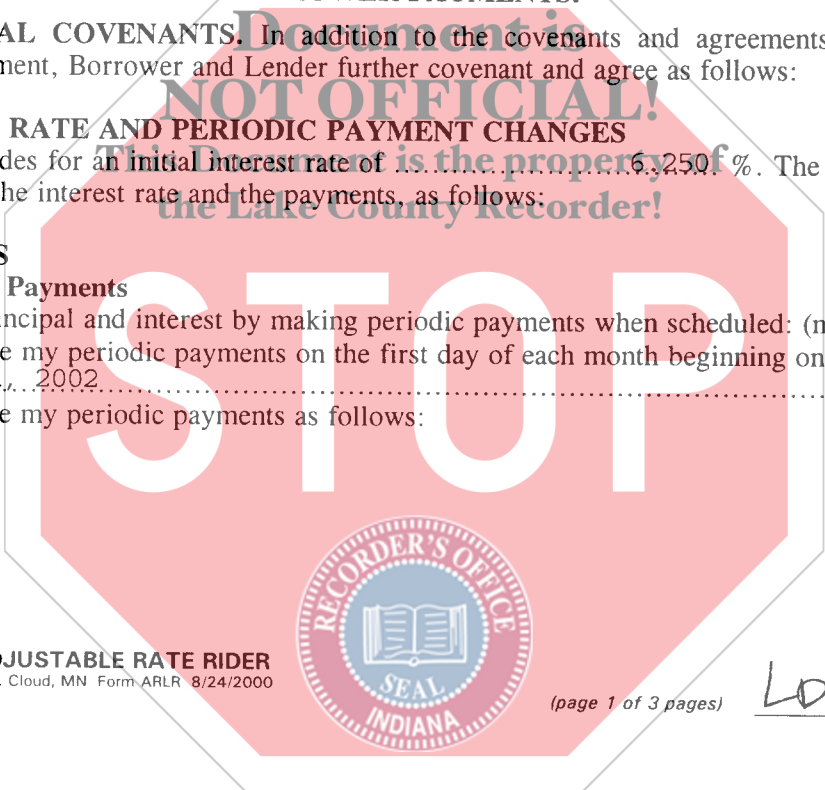 AL COVENANTS. In addition to the covenants and agreements
ment, Borrower and Lender further covenant and agree as follows:
RATE AND PERIODIC PAYMENT CHANGES
des for an initial interest rate of ........................... 6.250 %. The
he interest rate and the payments, as follows:
S
Payments
ncipal and interest by making periodic payments when scheduled: (m
e my periodic payments on the first day of each month beginning on
, 2002
e my periodic payments as follows:
Document is
NOT OFFICIAL!
This Document is the property of
the Lake County Recorder!
STOP
RECORDER'S OFFICE
SEAL
INDIANA
JUSTABLE RATE RIDER
. Cloud, MN Form ARLR 8/24/2000
(page 1 of 3 pages)